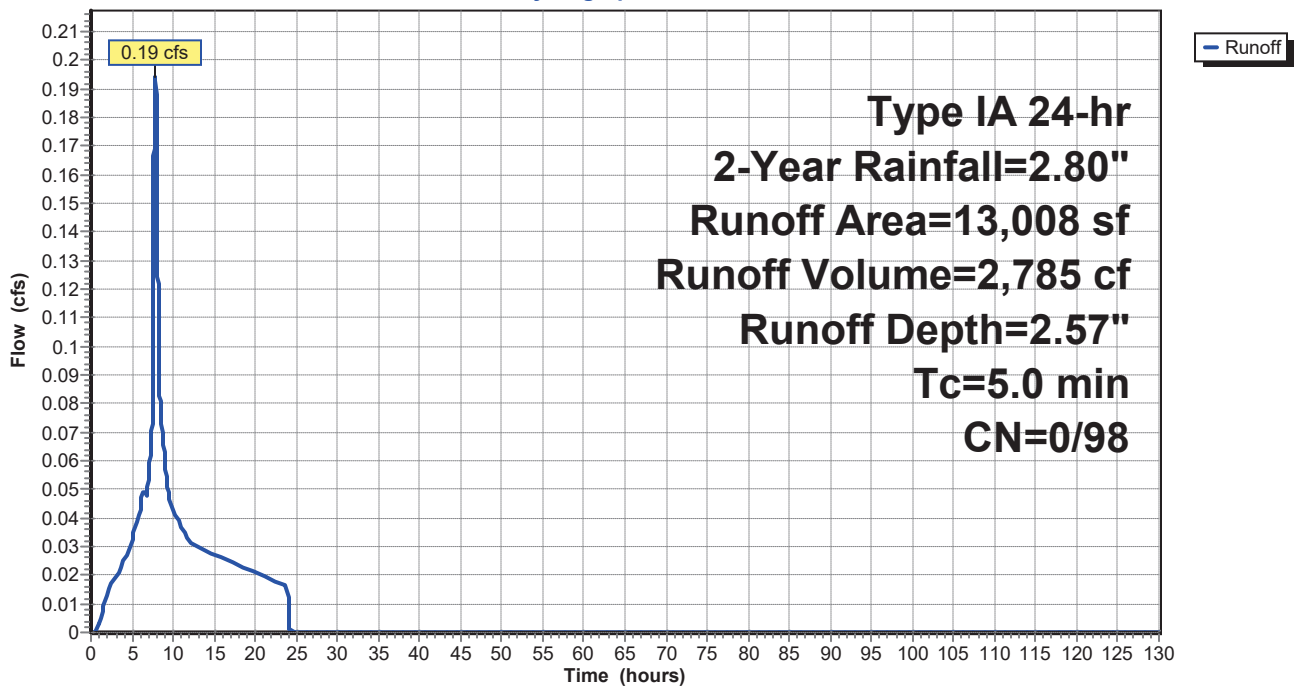 0.21
0.2
0.19
0.18
0.17
0.16
0.15
0.14
0.13
0.12
0.11
0.1
0.09
0.08
0.07
0.06
0.05
0.04
0.03
0.02
0.01
0
Flow (cfs)
0.19 cfs
Runoff
Type IA 24-hr
2-Year Rainfall=2.80"
Runoff Area=13,008 sf
Runoff Volume=2,785 cf
Runoff Depth=2.57"
Tc=5.0 min
CN=0/98
0 5 10 15 20 25 30 35 40 45 50 55 60 65 70 75 80 85 90 95 100 105 110 115 120 125 130
Time (hours)